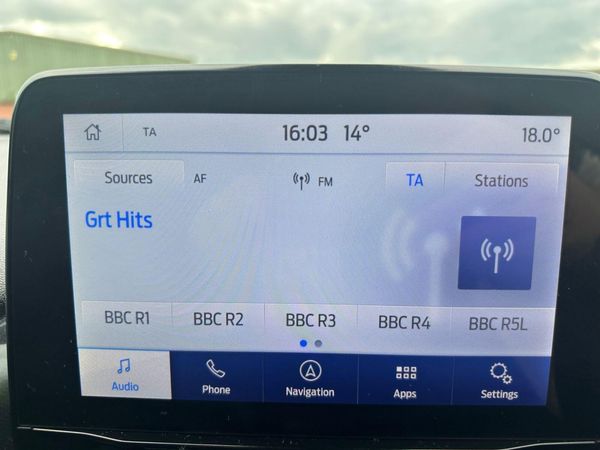 TA 16:03 14° 18.0°
Sources AF FM TA Stations
Grt Hits
BBC R1 BBC R2 BBC R3 BBC R4 BBC R5L
Audio Phone Navigation Apps Settings